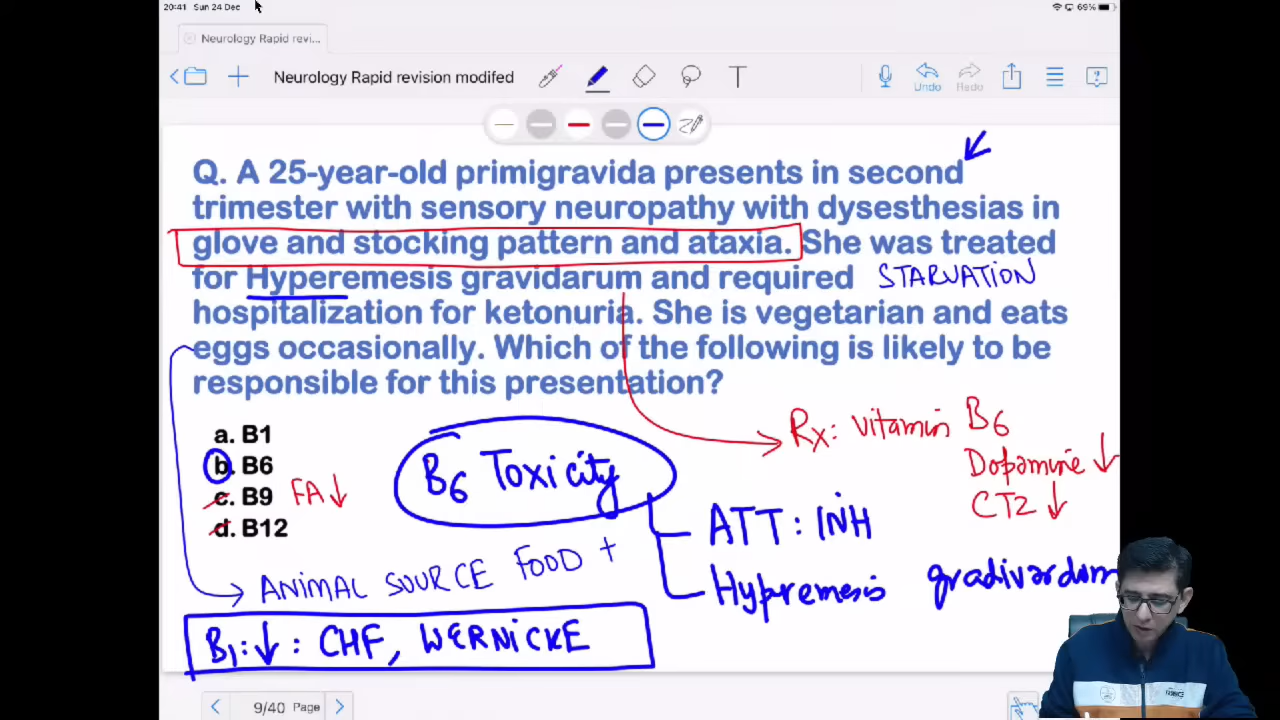 20:41 Sun 24 Dec
69%
Neurology Rapid revi...
Neurology Rapid revision modifed
T
Undo
Redo
Q. A 25-year-old primigravida presents in second
trimester with sensory neuropathy with dysesthesias in
glove and stocking pattern and ataxia. She was treated
for Hyperemesis gravidarum and required STARVATION
hospitalization for ketonuria. She is vegetarian and eats
eggs occasionally. Which of the following is likely to be
responsible for this presentation?
a. B1
b. B6
c. B9 FA ↓
d. B12
Rx: vitamin B6
Dopamine ↓
CTZ ↓
B6 Toxicity
ATT: INH
Hypremesis gradivardom
ANIMAL SOURCE FOOD +
B1: ↓ : CHF, WERNICKE
9/40 Page